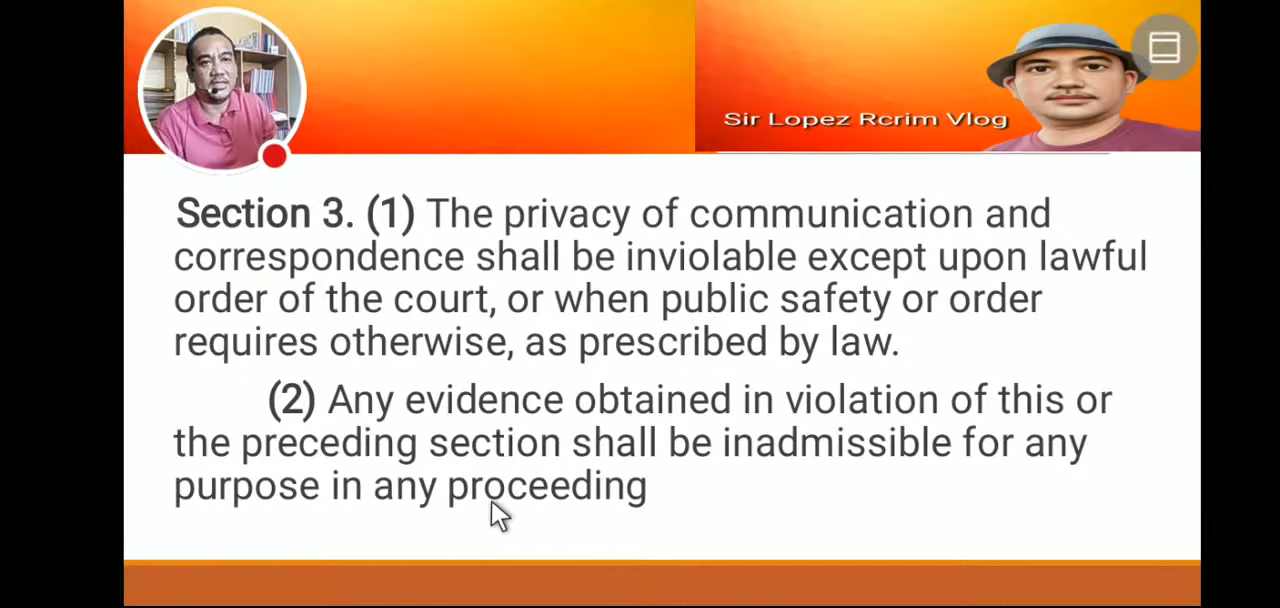 Sir Lopez Rcrim Vlog
Section 3. (1) The privacy of communication and
correspondence shall be inviolable except upon lawful
order of the court, or when public safety or order
requires otherwise, as prescribed by law.
(2) Any evidence obtained in violation of this or
the preceding section shall be inadmissible for any
purpose in any proceeding